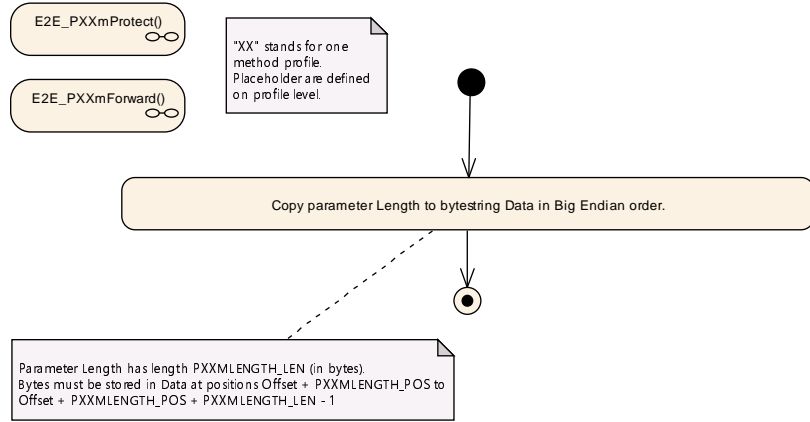 E2E_PXXmProtect()
"XX" stands for one
method profile.
Placeholder are defined
on profile level.
E2E_PXXmForward()
Copy parameter Length to bytestring Data in Big Endian order.
Parameter Length has length PXXMLENGTH_LEN (in bytes).
Bytes must be stored in Data at positions Offset + PXXMLENGTH_POS to
Offset + PXXMLENGTH_POS + PXXMLENGTH_LEN - 1